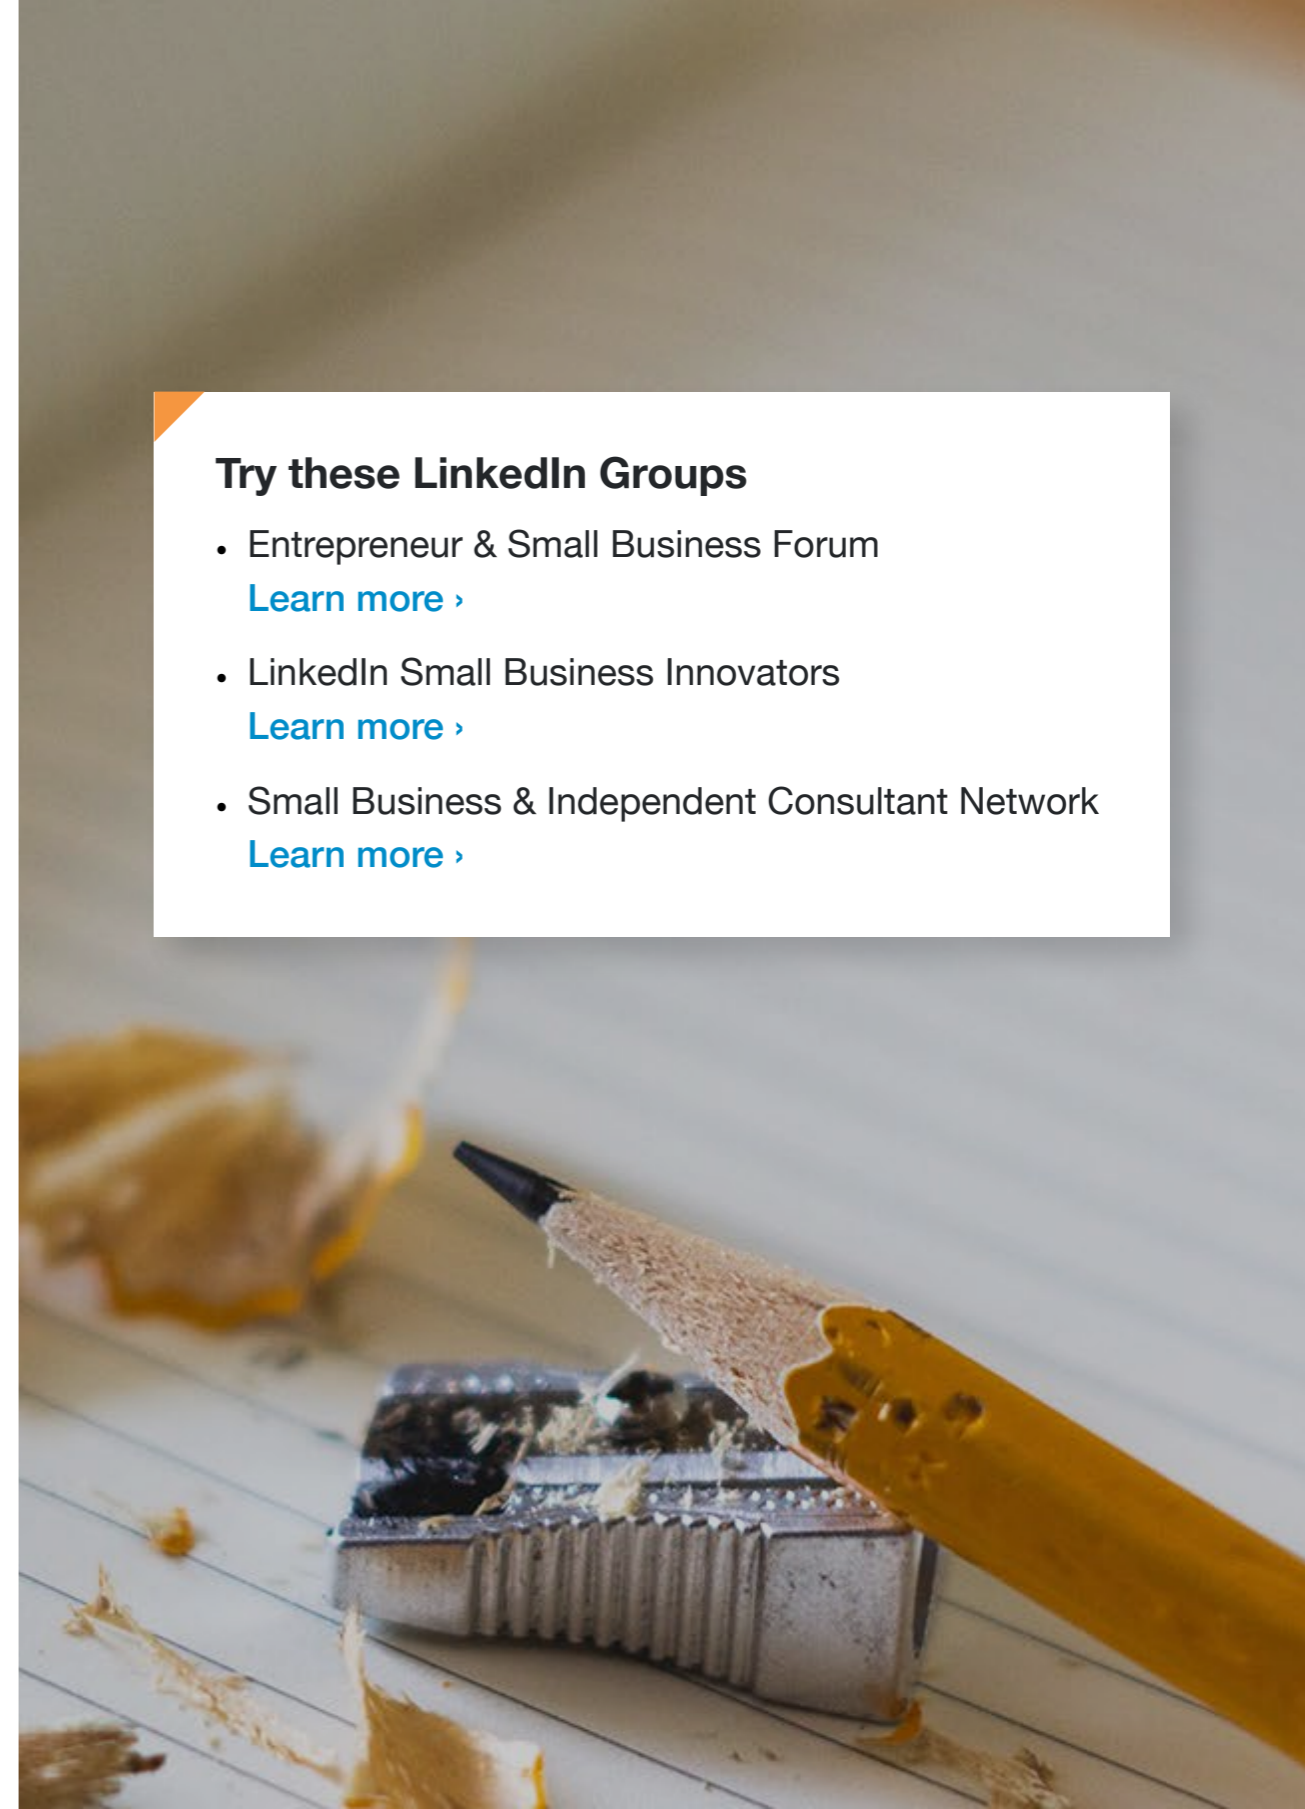 Try these LinkedIn Groups
• Entrepreneur & Small Business Forum
Learn more ›
• LinkedIn Small Business Innovators
Learn more ›
• Small Business & Independent Consultant Network
Learn more ›